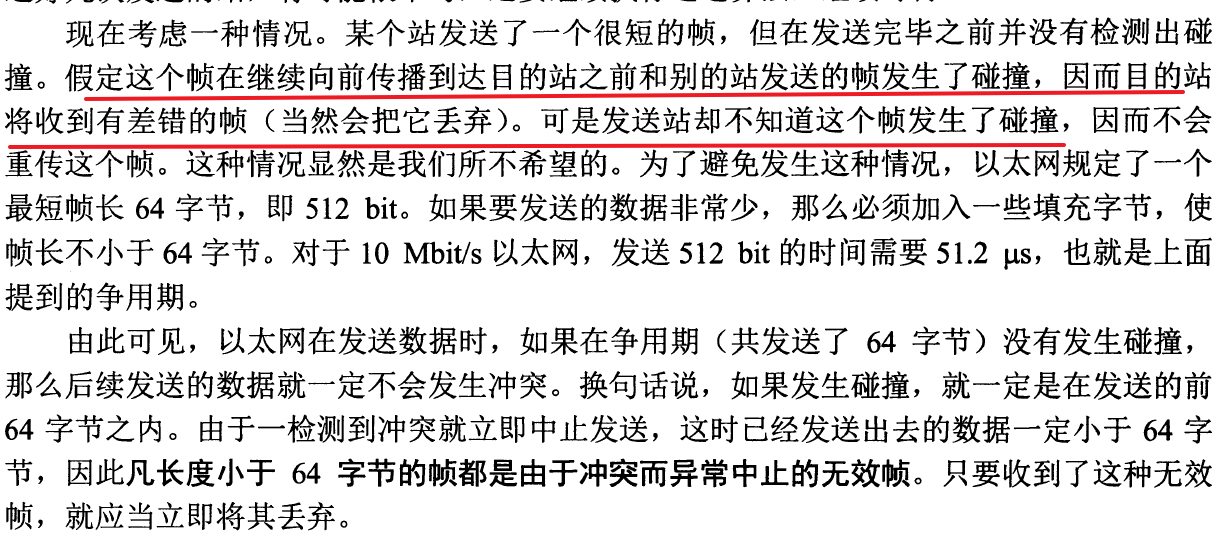 现在考虑一种情况。某个站发送了一个很短的帧，但在发送完毕之前并没有检测出碰
撞。假定这个帧在继续向前传播到达目的站之前和别的站发送的帧发生了碰撞，因而目的站
将收到有差错的帧（当然会把它丢弃）。可是发送站却不知道这个帧发生了碰撞，因而不会
重传这个帧。这种情况显然是我们所不希望的。为了避免发生这种情况，以太网规定了一个
最短帧长 64 字节，即 512 bit。如果要发送的数据非常少，那么必须加入一些填充字节，使
帧长不小于 64 字节。对于 10 Mbit/s 以太网，发送 512 bit 的时间需要 51.2 μs，也就是上面
提到的争用期。
由此可见，以太网在发送数据时，如果在争用期（共发送了 64 字节）没有发生碰撞，
那么后续发送的数据就一定不会发生冲突。换句话说，如果发生碰撞，就一定是在发送的前
64 字节之内。由于一检测到冲突就立即中止发送，这时已经发送出去的数据一定小于 64 字
节，因此凡长度小于 64 字节的帧都是由于冲突而异常中止的无效帧。只要收到了这种无效
帧，就应当立即将其丢弃。